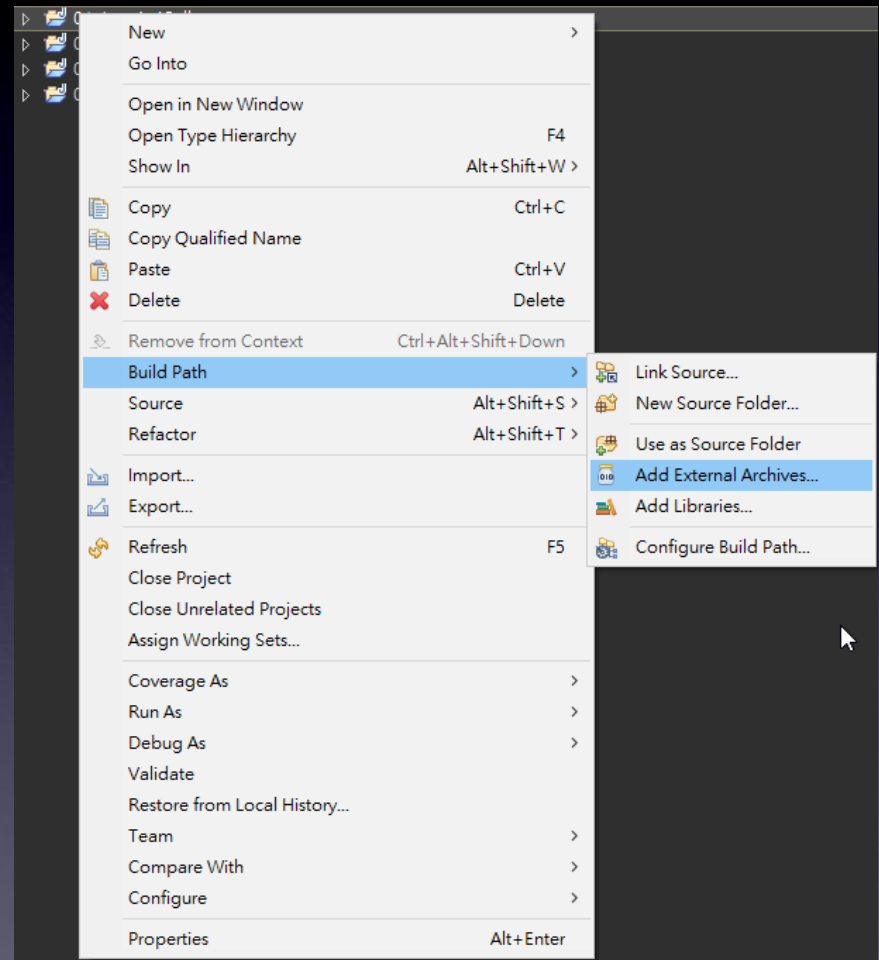 New
Go Into
Open in New Window
Open Type Hierarchy F4
Show In Alt+Shift+W >
Copy Ctrl+C
Copy Qualified Name
Paste Ctrl+V
Delete Delete
Remove from Context Ctrl+Alt+Shift+Down
Build Path
Source Alt+Shift+S >
Refactor Alt+Shift+T >
Import...
Export...
Refresh F5
Close Project
Close Unrelated Projects
Assign Working Sets...
Coverage As
Run As
Debug As
Validate
Restore from Local History...
Team
Compare With
Configure
Properties Alt+Enter
Link Source...
New Source Folder...
Use as Source Folder
Add External Archives...
Add Libraries...
Configure Build Path...